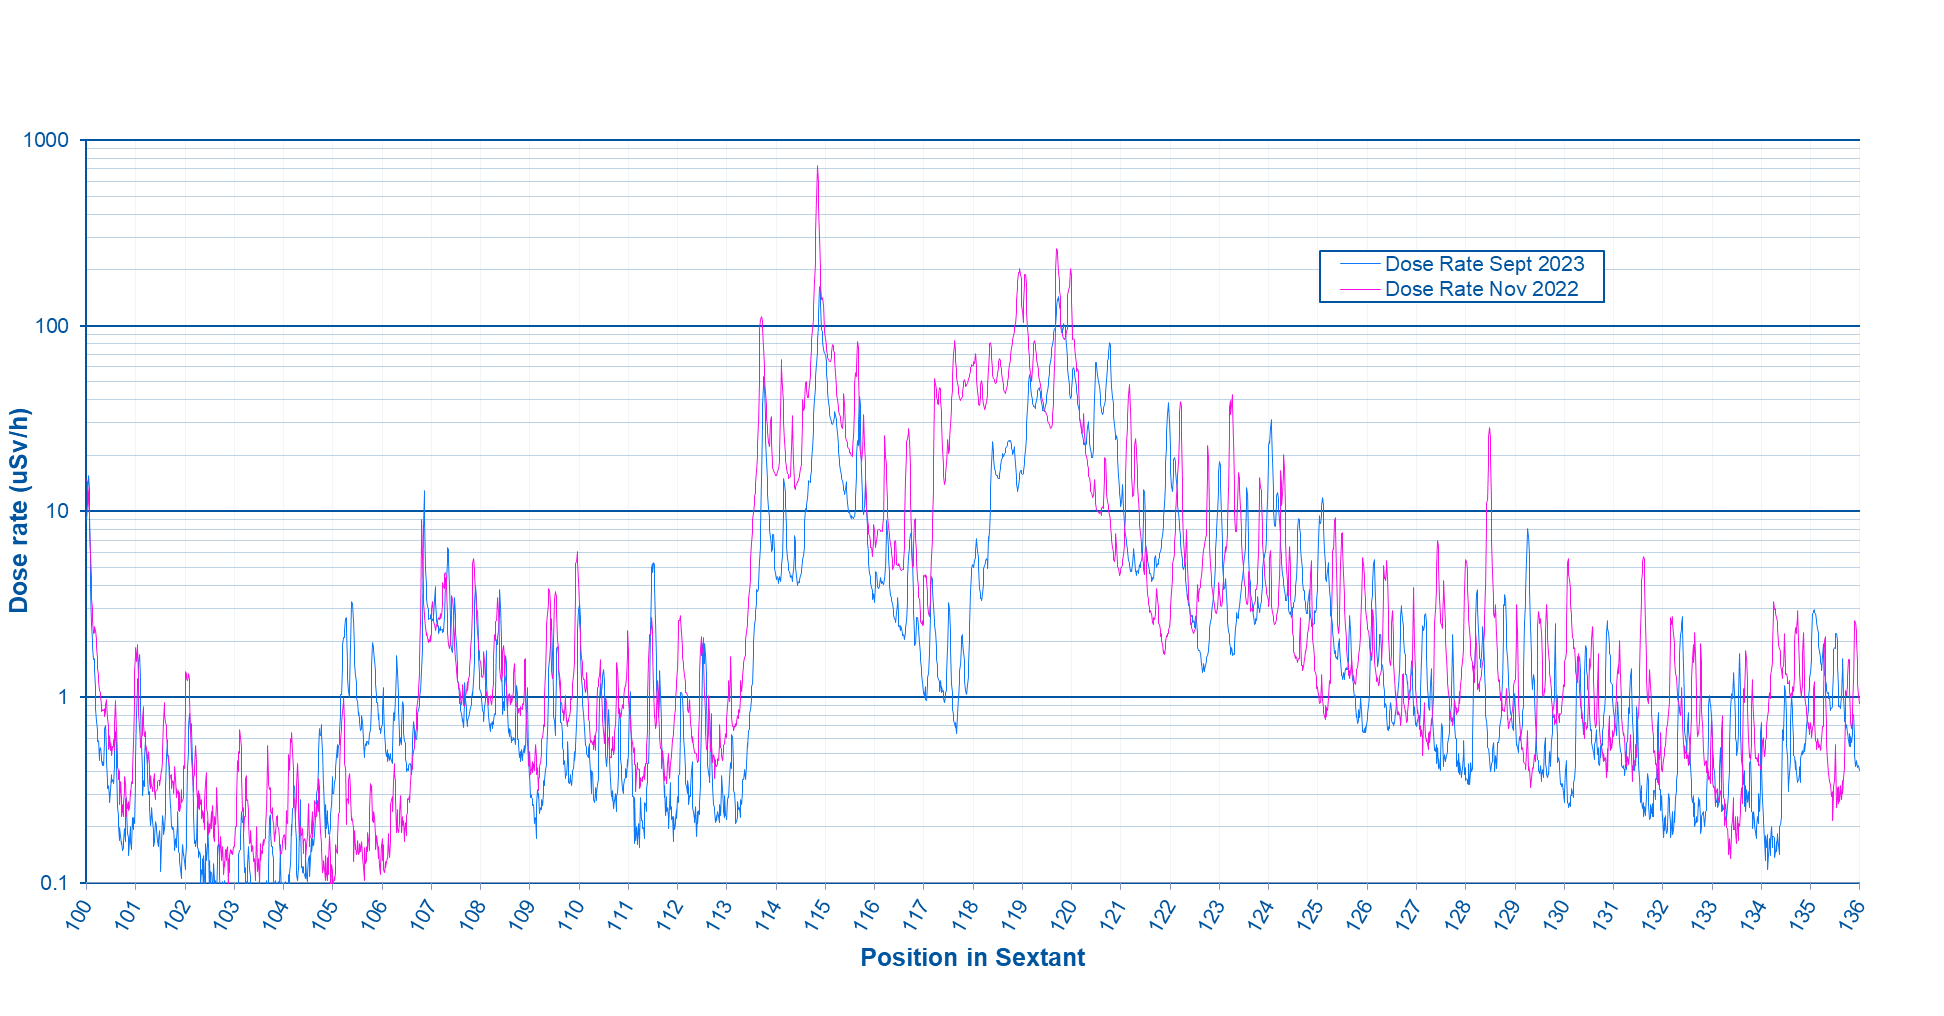 1000
100
10
1
0.1
Dose rate (uSv/h)
Dose Rate Sept 2023
Dose Rate Nov 2022
100 101 102 103 104 105 106 107 108 109 110 111 112 113 114 115 116 117 118 119 120 121 122 123 124 125 126 127 128 129 130 131 132 133 134 135 136
Position in Sextant